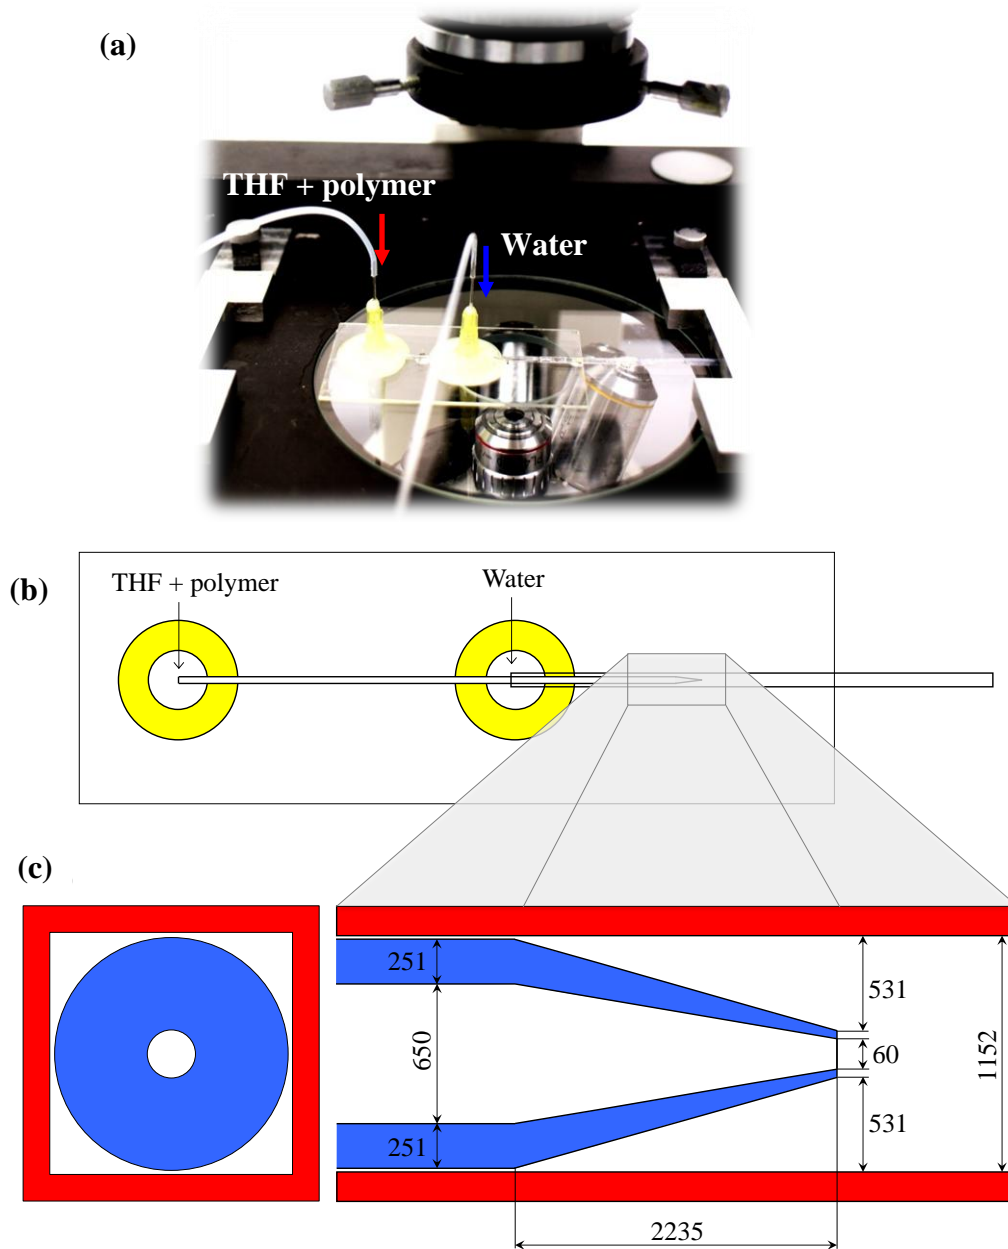 (a)
THF + polymer
Water
(b)
THF + polymer
Water
(c)
251
650
251
531
60
531
1152
2235